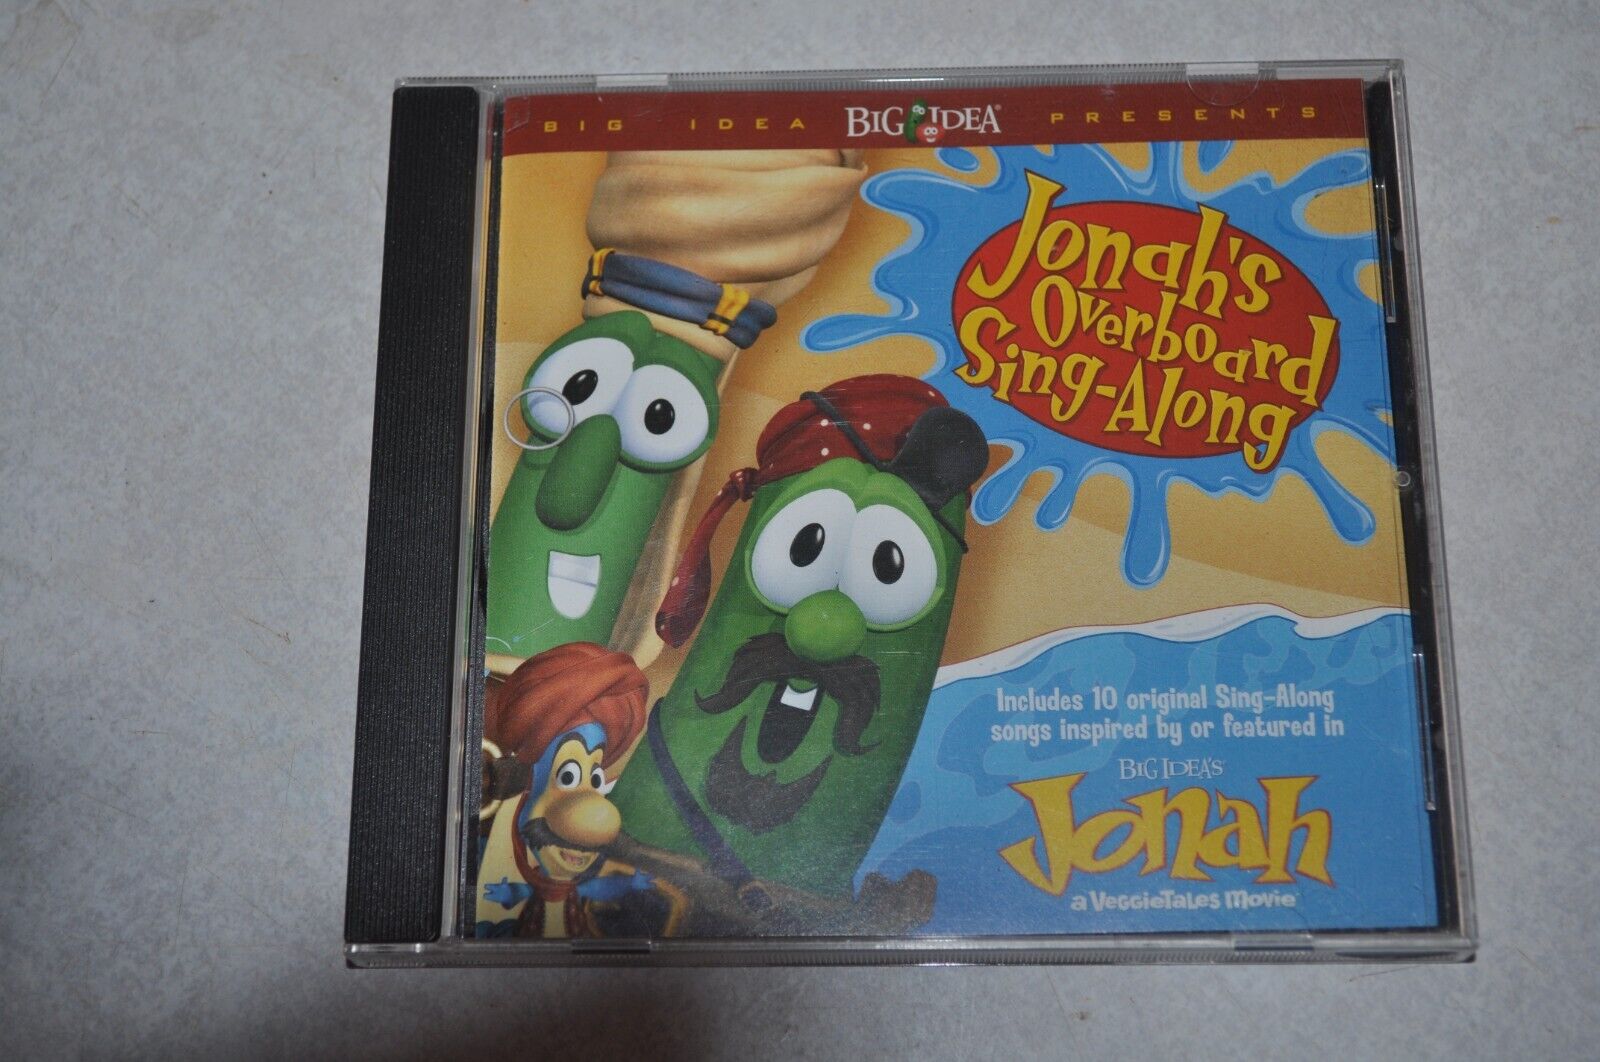 BIG IDEA BIG IDEA® PRESENTS
Jonah's
Overboard
Sing-Along
Includes 10 original Sing-Along
songs inspired by or featured in
BIG IDEA'S
Jonah
a VeggieTales Movie